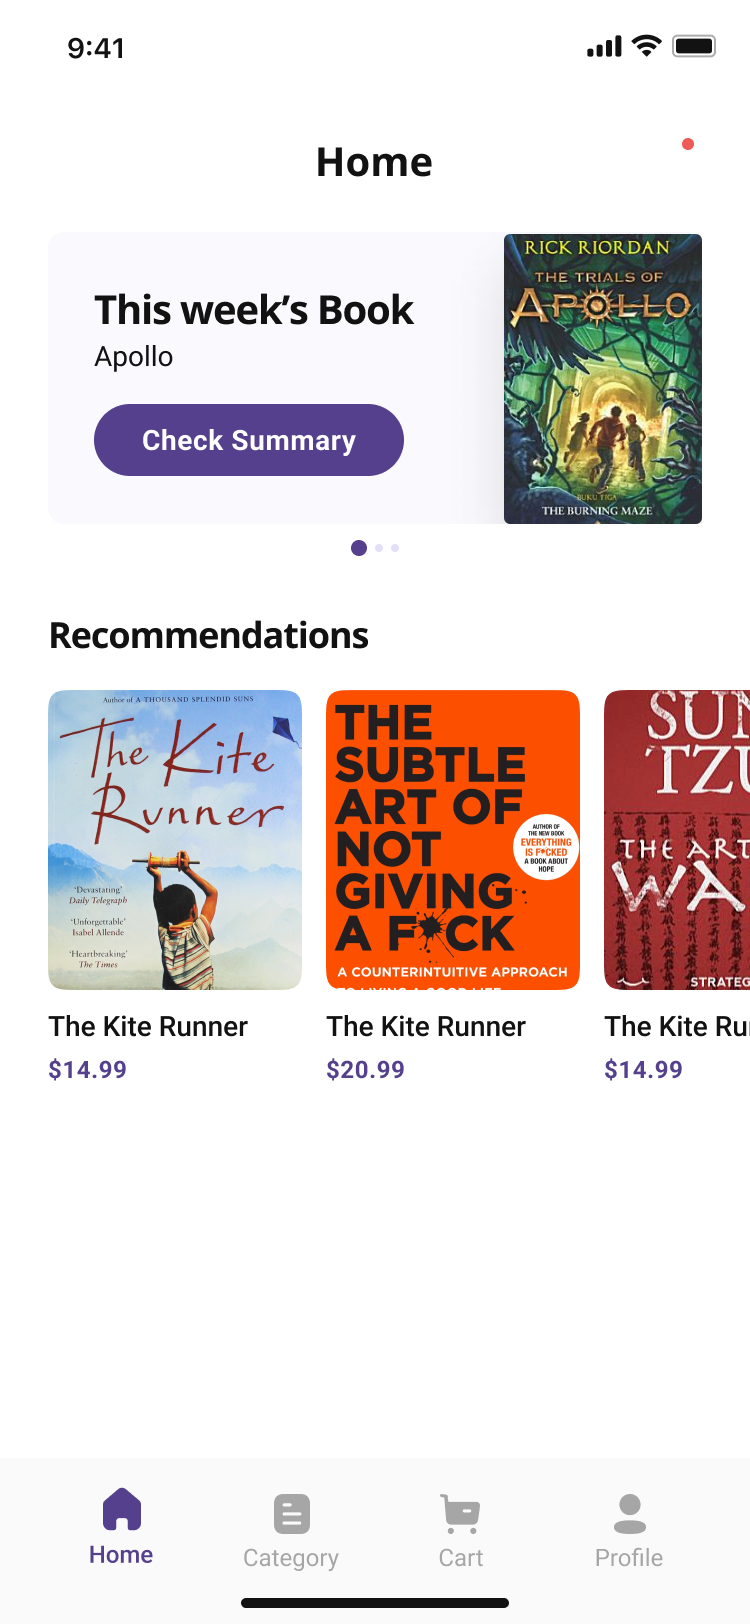 9:41
Home
This week’s Book
Apollo
Check Summary
RICK RIORDAN
THE TRIALS OF
APOLLO
BUKU TIGA
THE BURNING MAZE
Recommendations
Author of A THOUSAND SPLENDID SUNS
The Kite
Runner
‘Devastating’
Daily Telegraph
‘Unforgettable’
Isabel Allende
‘Heartbreaking’
The Times
THE
SUBTLE
ART OF
NOT
GIVING
A F CK
AUTHOR OF
THE NEW BOOK
EVERYTHING
IS F*CKED
A BOOK ABOUT
HOPE
A COUNTERINTUITIVE APPROACH
TO LIVING A GOOD LIFE
SUN
TZU
THE ART
WA
STRATEG
The Kite Runner
$14.99
The Kite Runner
$20.99
The Kite Ru
$14.99
Home
Category
Cart
Profile